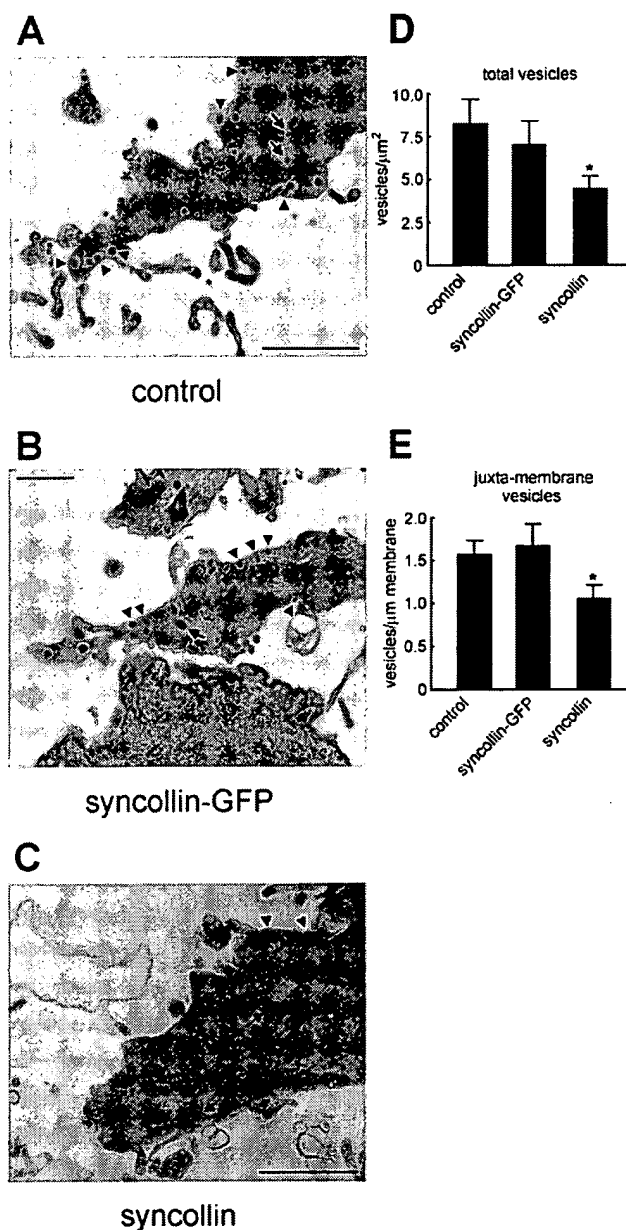 A
control
B
syncollin-GFP
C
syncollin
D
total vesicles
vesicles/μm²
10.0
7.5
5.0
2.5
0
*
control
syncollin-GFP
syncollin
E
juxta-membrane
vesicles
vesicles/μm membrane
2.0
1.5
1.0
0.5
0
*
control
syncollin-GFP
syncollin